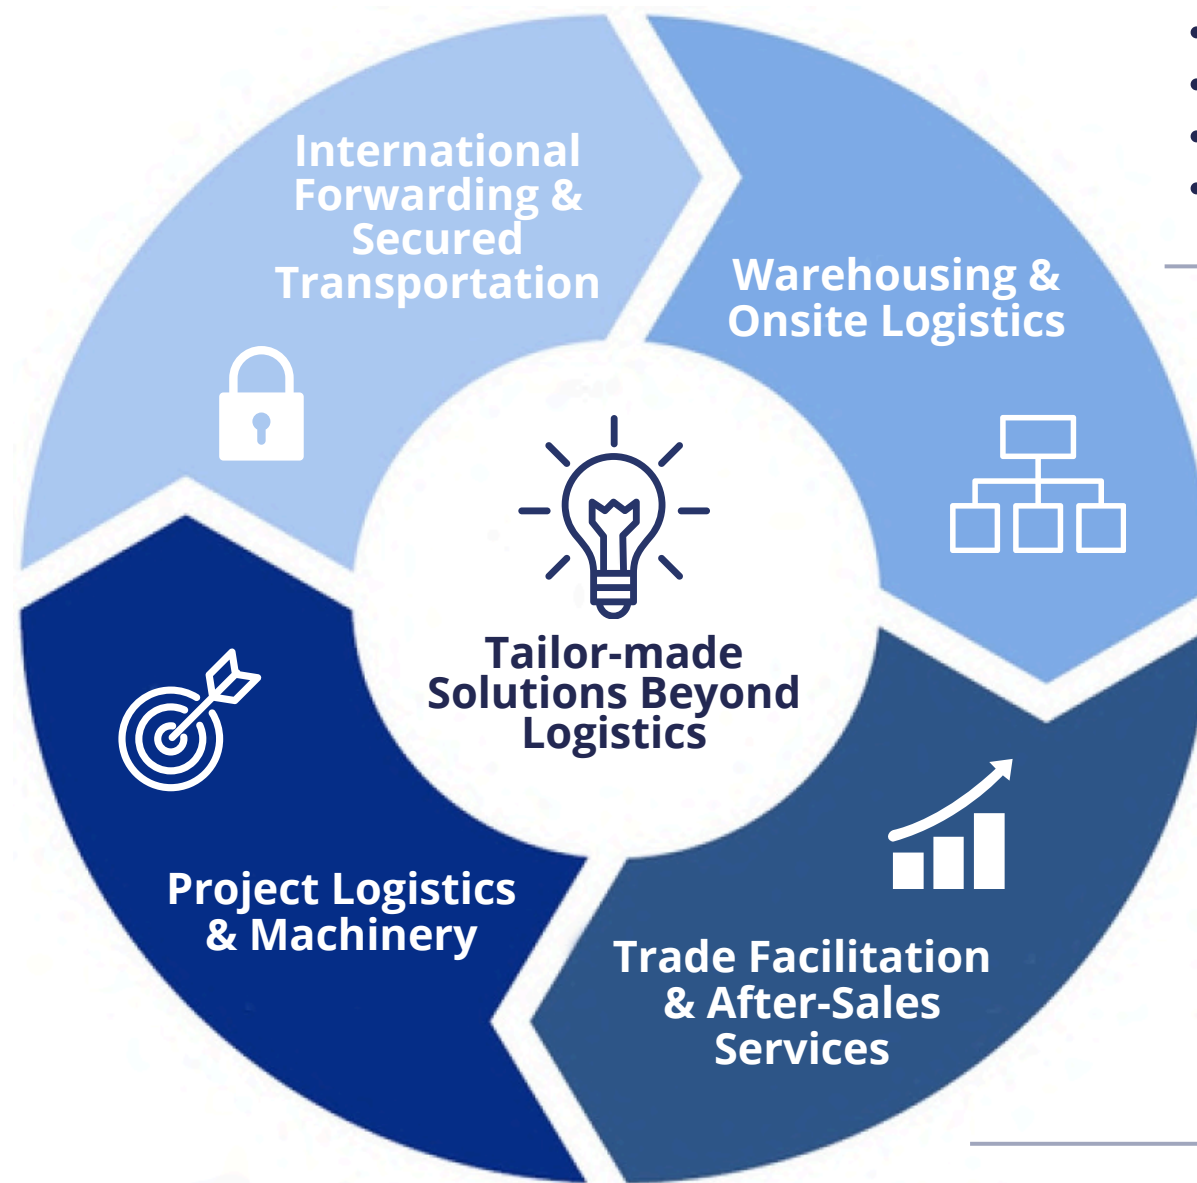 International
Forwarding &
Secured
Transportation
Warehousing &
Onsite Logistics
Tailor-made
Solutions Beyond
Logistics
Project Logistics
& Machinery
Trade Facilitation
& After-Sales
Services